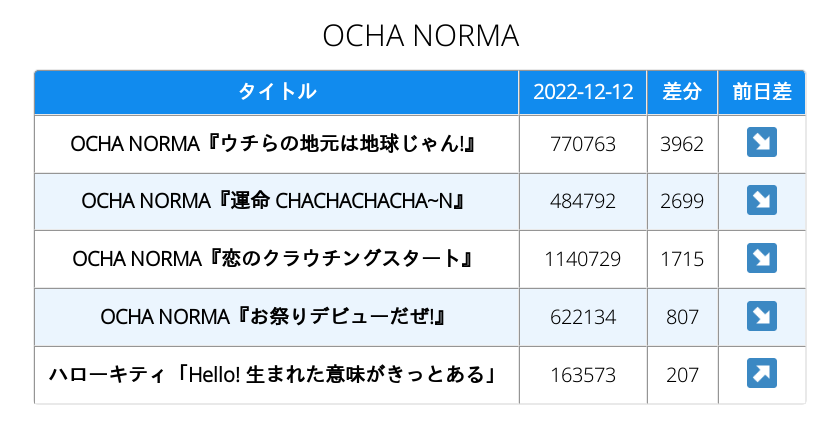 OCHA NORMA
タイトル 2022-12-12 差分 前日差
OCHA NORMA『ウチらの地元は地球じゃん!』 770763 3962 ↘
OCHA NORMA『運命 CHACHACHACHA~N』 484792 2699 ↘
OCHA NORMA『恋のクラウチングスタート』 1140729 1715 ↘
OCHA NORMA『お祭りデビューだぜ!』 622134 807 ↘
ハローキティ「Hello! 生まれた意味がきっとある」 163573 207 ↗